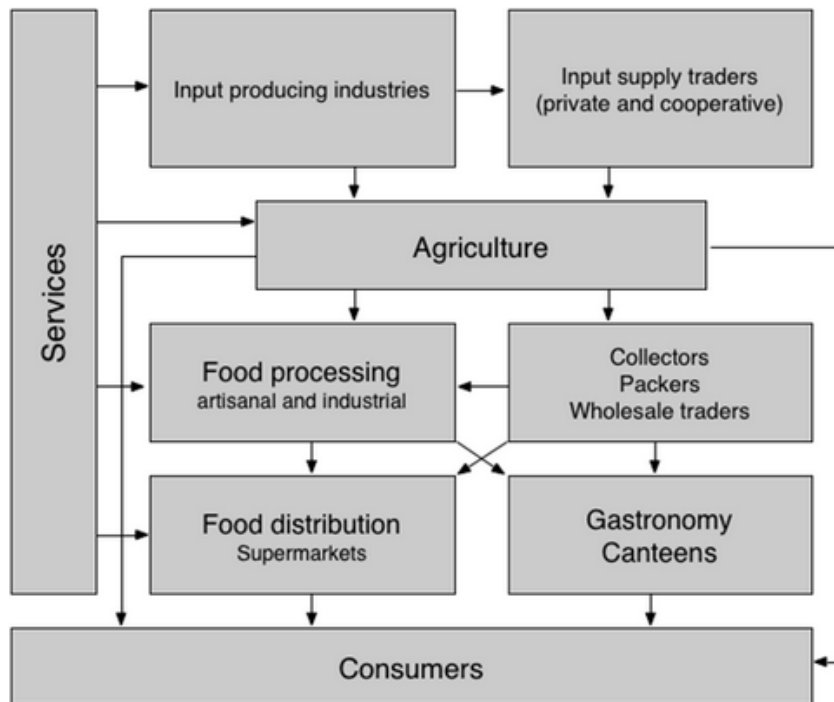 Services
Input producing industries
Input supply traders
(private and cooperative)
Agriculture
Food processing
artisanal and industrial
Collectors
Packers
Wholesale traders
Food distribution
Supermarkets
Gastronomy
Canteens
Consumers